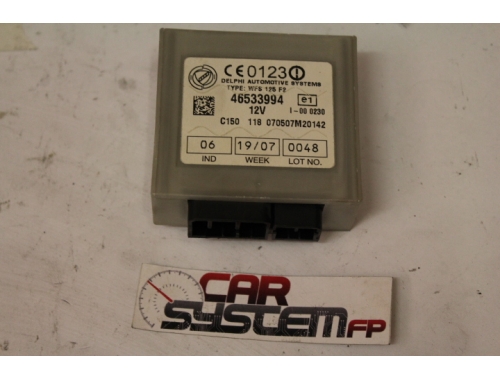 CE0123
DELPHI AUTOMOTIVE SYSTEMS
TYPE: WFS 125 F2
46533994
e1
12V
I-00 0230
C150 118 070507M20142
06
19/07
0048
IND
WEEK
LOT NO.
CAR
SYSTEM FP